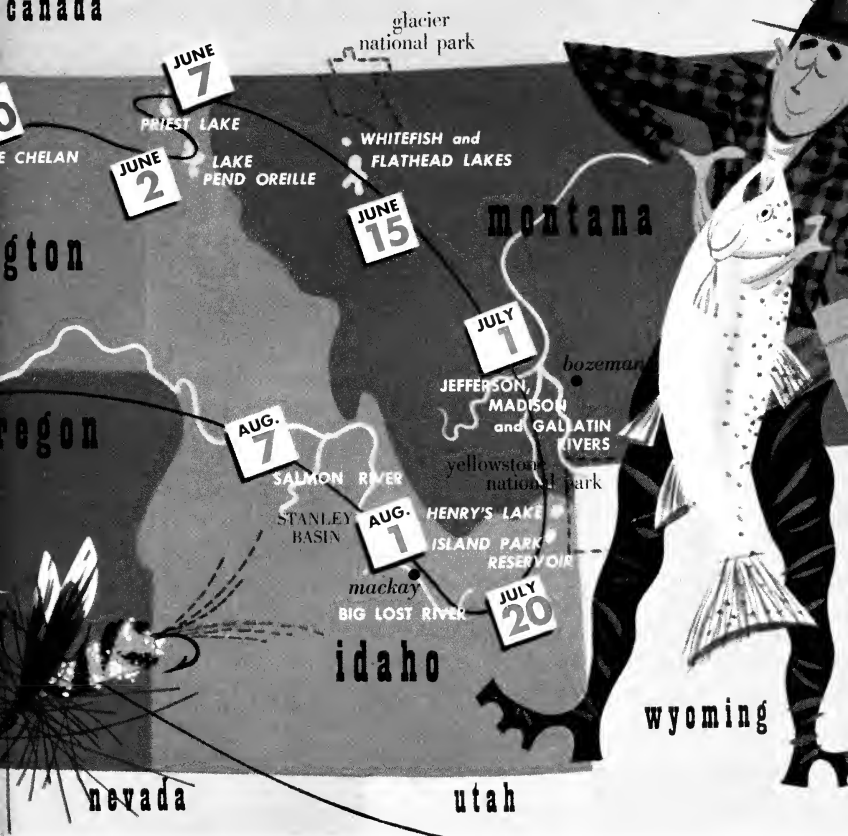 canada
glacier
national park
JUNE
7
PRIEST LAKE
0
E CHELAN
JUNE
2
LAKE
PEND OREILLE
WHITEFISH and
FLATHEAD LAKES
JUNE
15
montana
gton
JULY
1
bozeman
JEFFERSON,
MADISON
and GALLATIN
RIVERS
regon
AUG.
7
SALMON RIVER
yellowstone
national park
STANLEY
BASIN
AUG.
1
HENRY'S LAKE
ISLAND PARK
RESERVOIR
mackay
BIG LOST RIVER
JULY
20
idaho
wyoming
nevada
utah